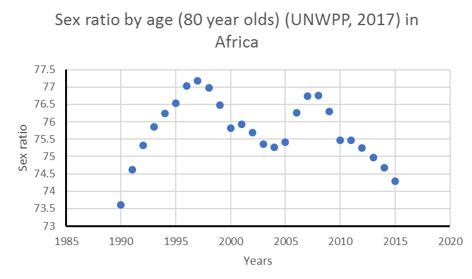 Sex ratio by age (80 year olds) (UNWPP, 2017) in
Africa
77.5
77
76.5
76
75.5
75
74.5
74
73.5
73
Sex ratio
1985 1990 1995 2000 2005 2010 2015 2020
Years